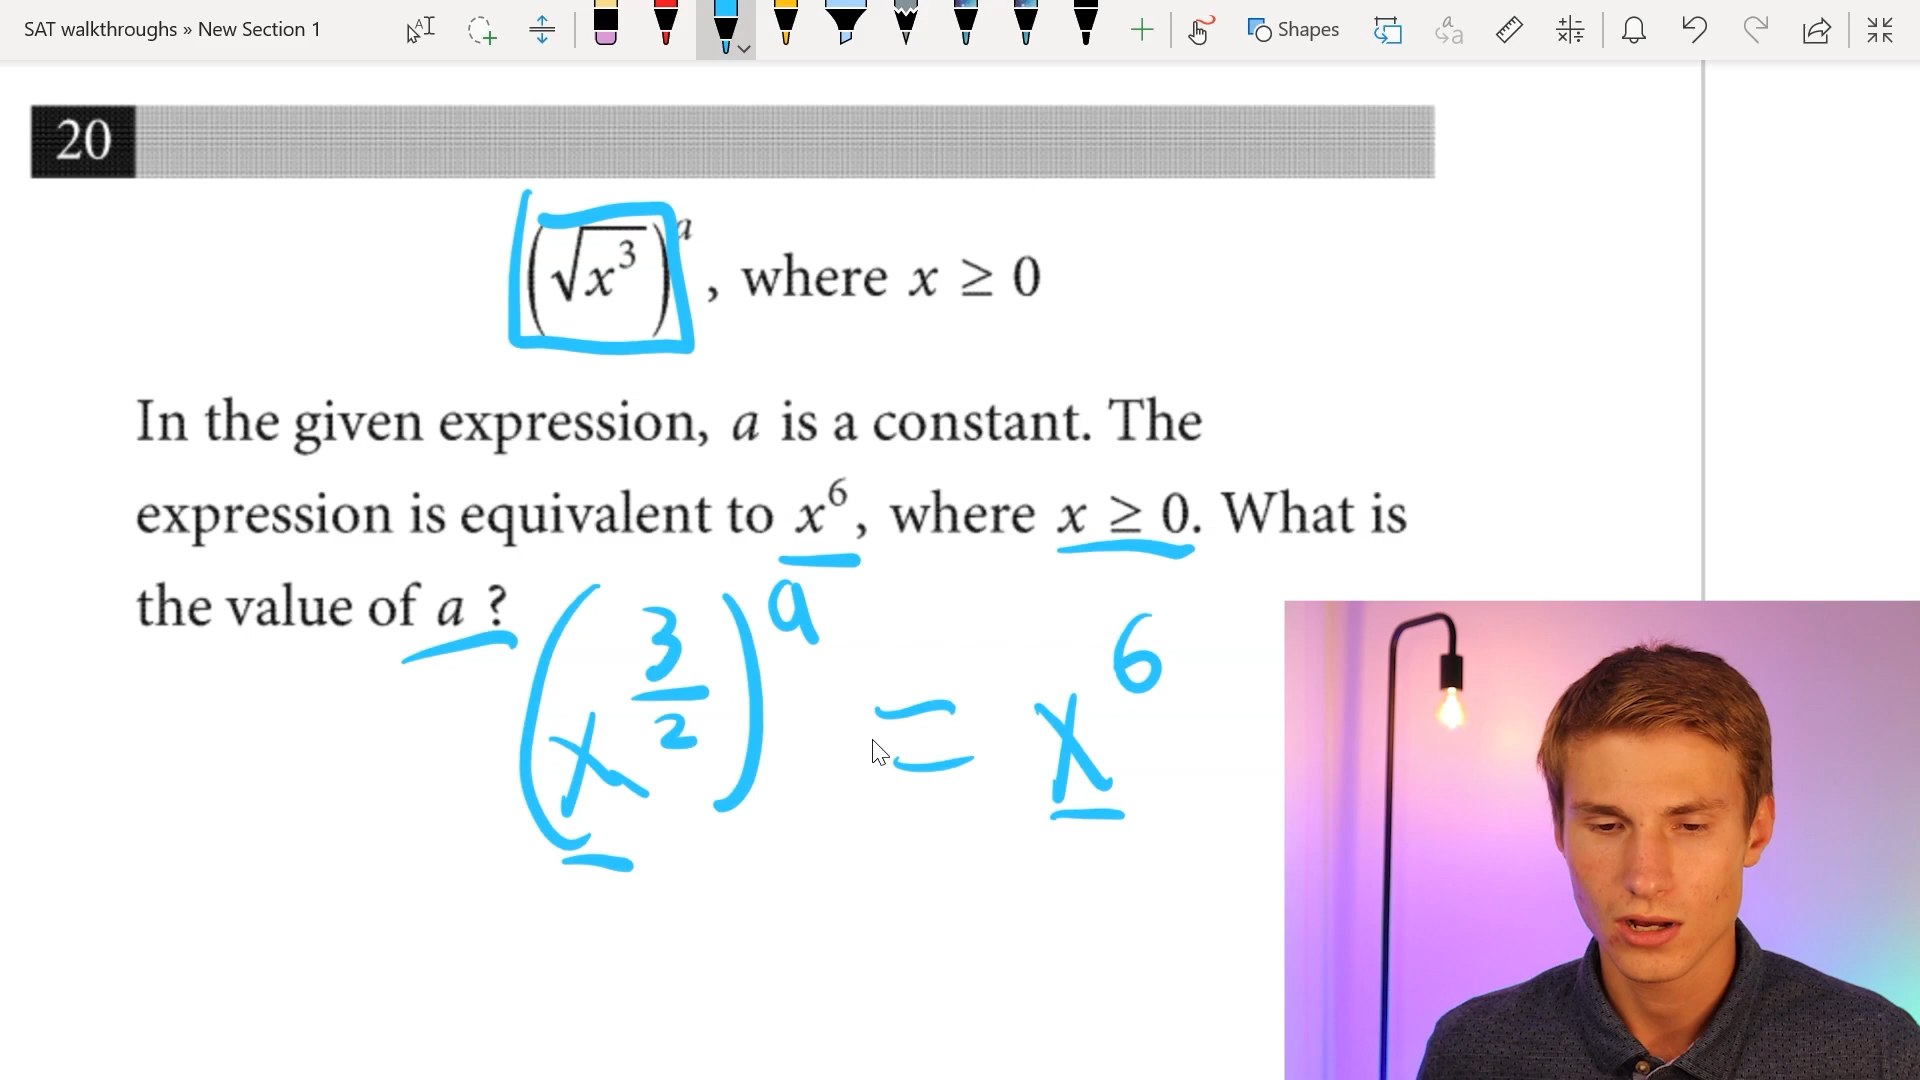 SAT walkthroughs » New Section 1
Shapes
20
(√x³)ᵃ, where x ≥ 0
In the given expression, a is a constant. The
expression is equivalent to x⁶, where x ≥ 0. What is
the value of a ?
(x^(3/2))^a = x⁶